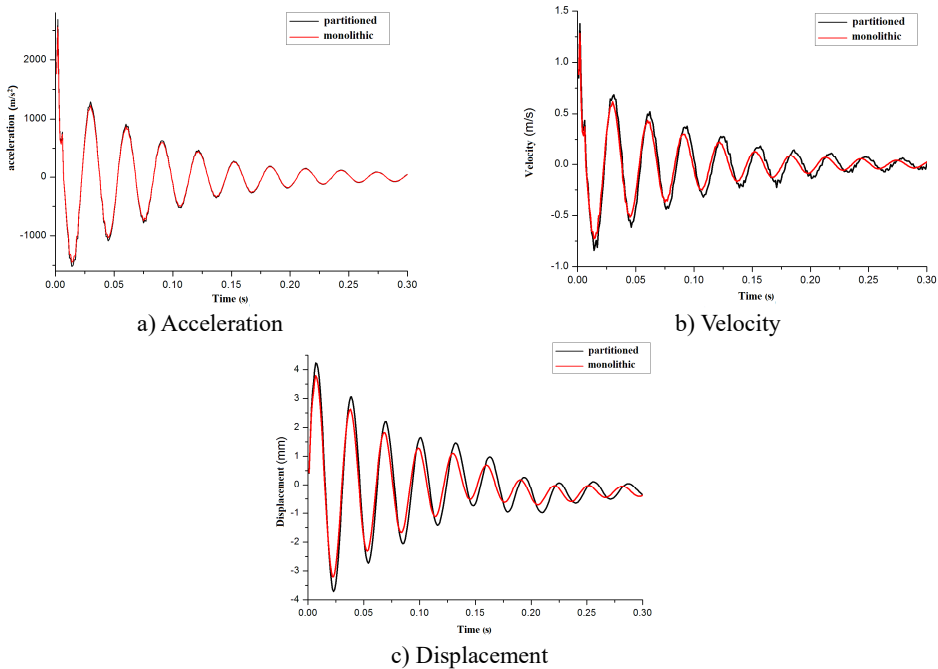 partitioned
monolithic
acceleration (m/s²)
2000
1000
0
-1000
0.00 0.05 0.10 0.15 0.20 0.25 0.30
Time (s)
a) Acceleration
partitioned
monolithic
Velocity (m/s)
1.5
1.0
0.5
0.0
-0.5
-1.0
0.00 0.05 0.10 0.15 0.20 0.25 0.30
Time (s)
b) Velocity
partitioned
monolithic
Displacement (mm)
4
3
2
1
0
-1
-2
-3
-4
0.00 0.05 0.10 0.15 0.20 0.25 0.30
Time (s)
c) Displacement